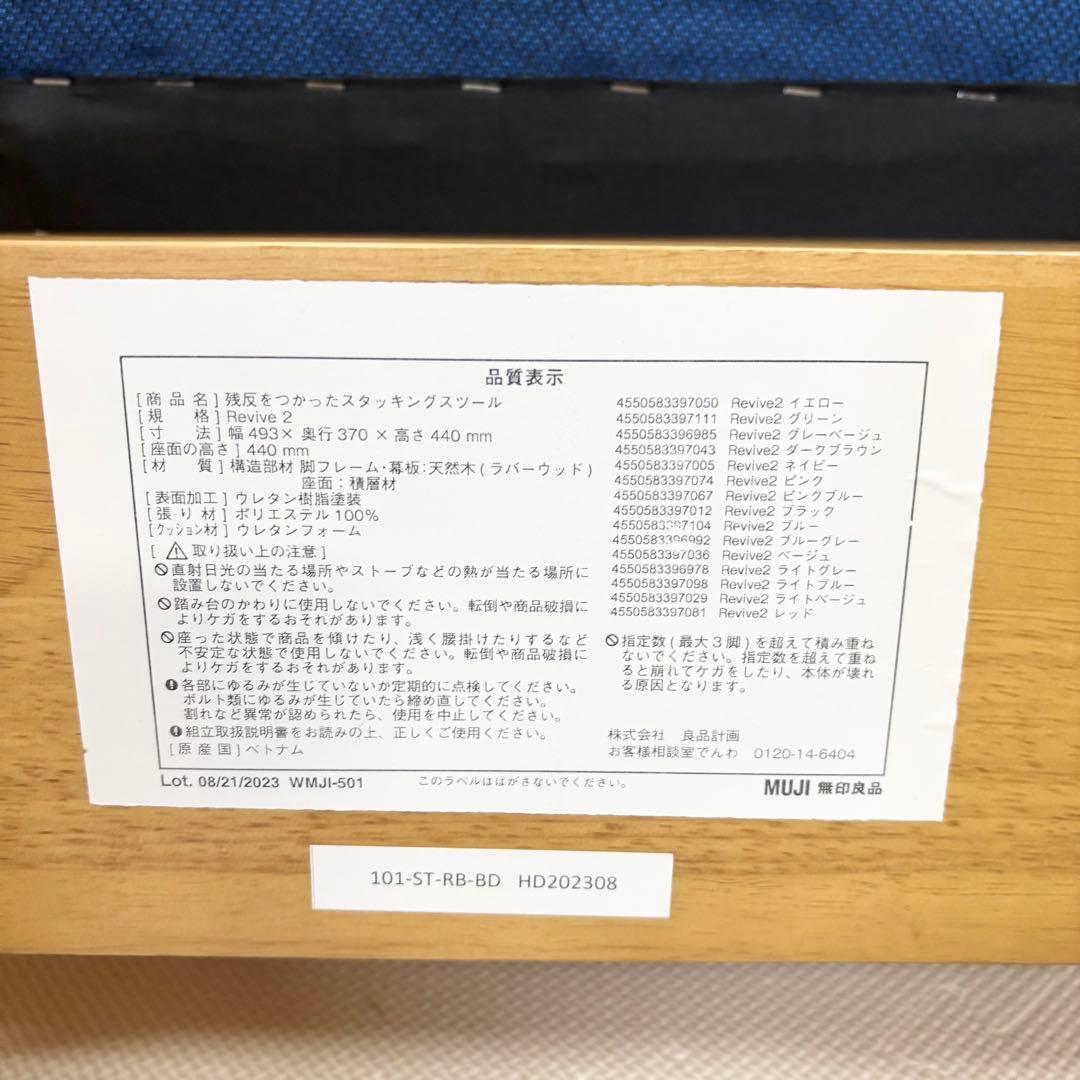 品質表示
[商品名] 残反をつかったスタッキングスツール
[規格] Revive 2
[寸法] 幅 493× 奥行 370 × 高さ 440 mm
[座面の高さ] 440 mm
[材質] 構造部材 脚フレーム・幕板:天然木(ラバーウッド)
座面:積層材
[表面加工] ウレタン樹脂塗装
[張り材] ポリエステル 100%
[クッション材] ウレタンフォーム
[⚠取り扱い上の注意]
🚫直射日光の当たる場所やストーブなどの熱が当たる場所に
設置しないでください。
🚫踏み台のかわりに使用しないでください。転倒や商品破損に
よりケガをするおそれがあります。
🚫座った状態で商品を傾けたり、浅く腰掛けたりするなど
不安定な状態で使用しないでください。転倒や商品破損に
よりケガをするおそれがあります。
❗各部にゆるみが生じていないか定期的に点検してください。
ボルト類にゆるみが生じていたら締め直してください。
割れなど異常が認められたら、使用を中止してください。
❗組立取扱説明書をお読みの上、正しくご使用ください。
[原産国] ベトナム
4550583397050 Revive2 イエロー
4550583397111 Revive2 グリーン
4550583396985 Revive2 グレーベージュ
4550583397043 Revive2 ダークブラウン
4550583397005 Revive2 ネイビー
4550583397074 Revive2 ピンク
4550583397067 Revive2 ピンクブルー
4550583397012 Revive2 ブラック
4550583397104 Revive2 ブルー
4550583396992 Revive2 ブルーグレー
4550583397036 Revive2 ベージュ
4550583396978 Revive2 ライトグレー
4550583397098 Revive2 ライトブルー
4550583397029 Revive2 ライトベージュ
4550583397081 Revive2 レッド
🚫指定数(最大3脚)を超えて積み重ね
ないでください。指定数を超えて重ね
ると崩れてケガをしたり、本体が壊れ
る原因となります。
株式会社 良品計画
お客様相談室でんわ 0120-14-6404
Lot. 08/21/2023 WMJI-501
このラベルははがさないでください。
MUJI 無印良品
101-ST-RB-BD HD202308